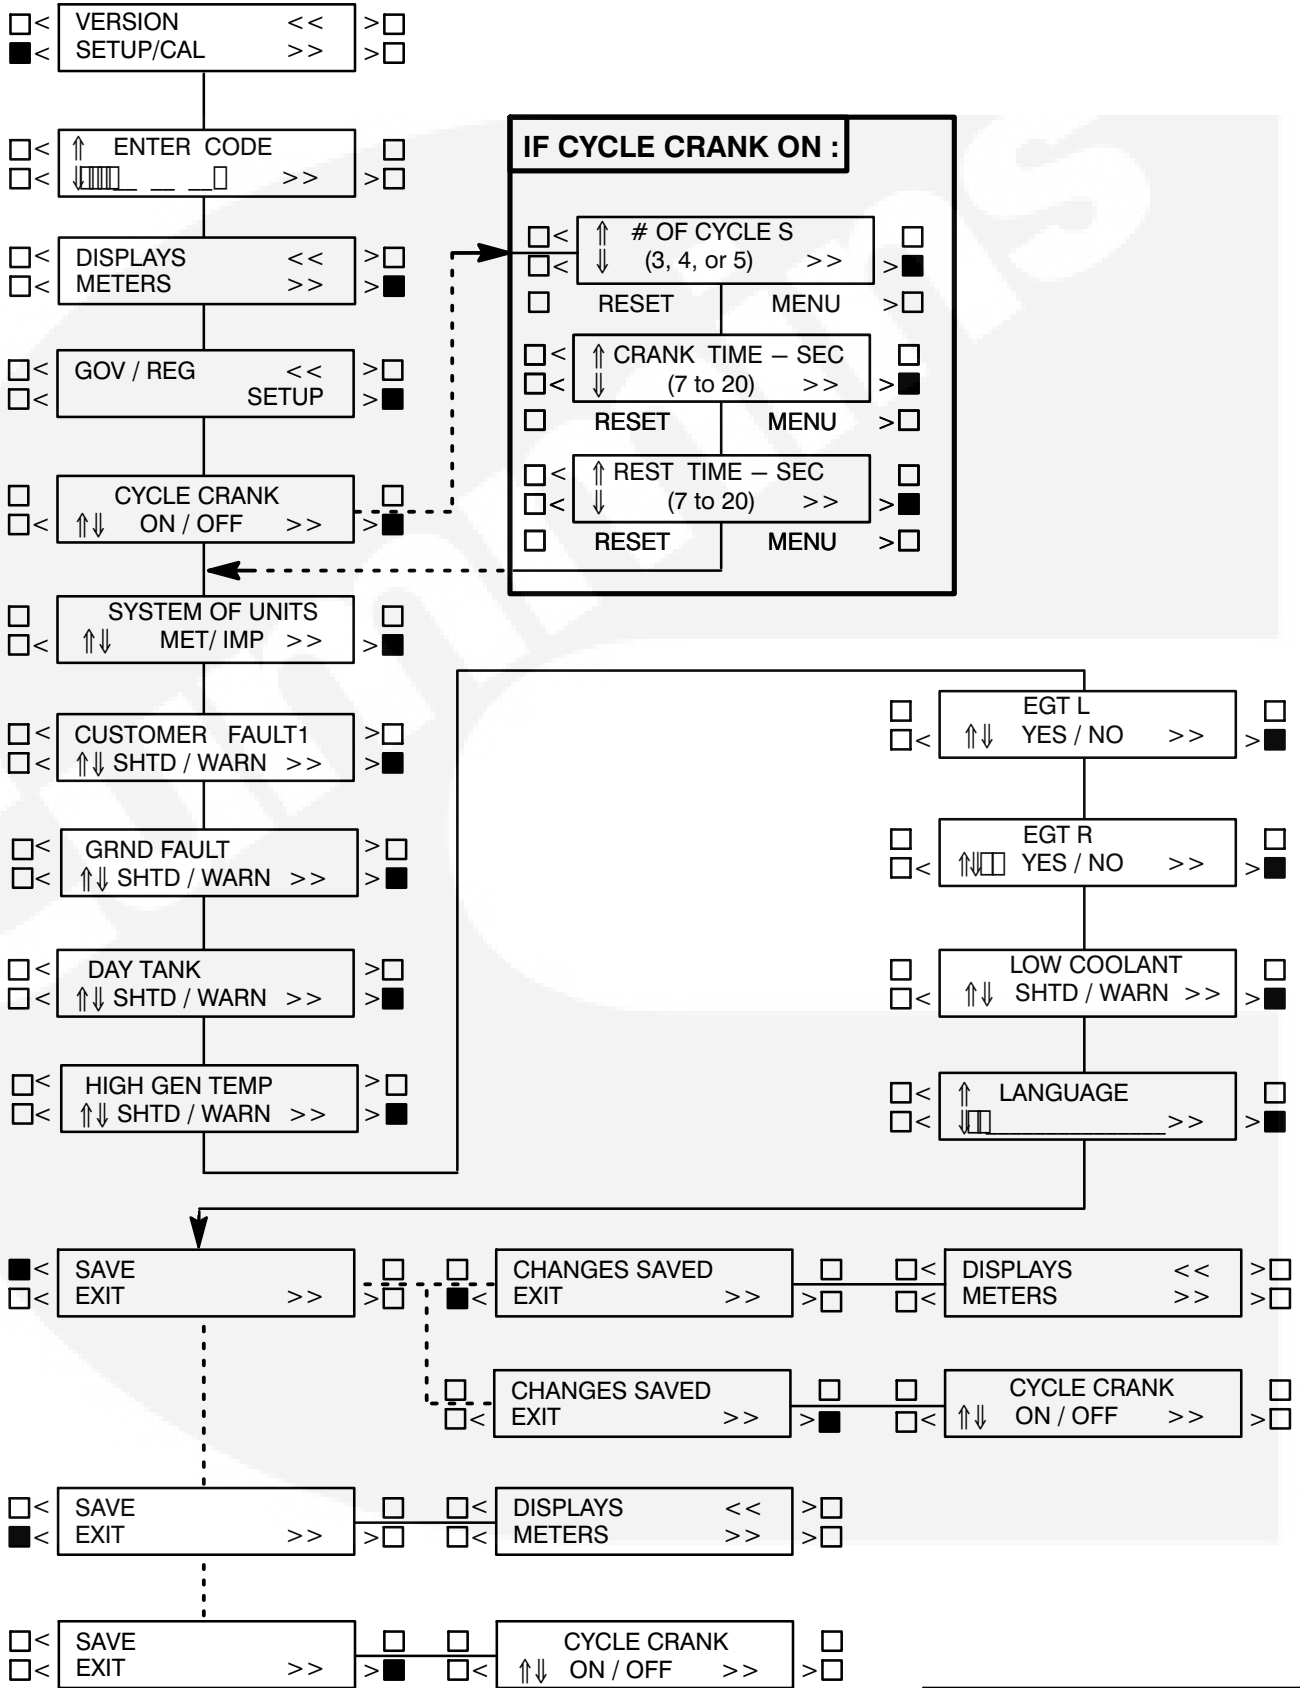 VERSION <<
SETUP/CAL >>
⇑ ENTER CODE
⇓ __ __ __ >>
DISPLAYS <<
METERS >>
GOV / REG <<
SETUP
CYCLE CRANK
⇑⇓ ON / OFF >>
IF CYCLE CRANK ON :
⇑ # OF CYCLE S
⇓ (3, 4, or 5) >>
RESET MENU
⇑ CRANK TIME – SEC
⇓ (7 to 20) >>
RESET MENU
⇑ REST TIME – SEC
⇓ (7 to 20) >>
RESET MENU
SYSTEM OF UNITS
⇑⇓ MET/ IMP >>
CUSTOMER FAULT1
⇑⇓ SHTD / WARN >>
GRND FAULT
⇑⇓ SHTD / WARN >>
DAY TANK
⇑⇓ SHTD / WARN >>
HIGH GEN TEMP
⇑⇓ SHTD / WARN >>
EGT L
⇑⇓ YES / NO >>
EGT R
⇑⇓ YES / NO >>
LOW COOLANT
⇑⇓ SHTD / WARN >>
⇑ LANGUAGE
⇓ _______________>>
SAVE
EXIT >>
CHANGES SAVED
EXIT >>
DISPLAYS <<
METERS >>
CHANGES SAVED
EXIT >>
CYCLE CRANK
⇑⇓ ON / OFF >>
SAVE
EXIT >>
DISPLAYS <<
METERS >>
SAVE
EXIT >>
CYCLE CRANK
⇑⇓ ON / OFF >>
Cummins